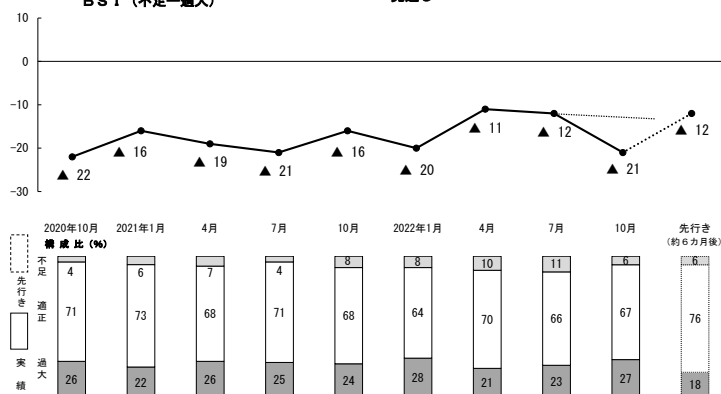 BSI（不足－過大）
10
0
−10
−20
−30
▲ 22
▲ 16
▲ 19
▲ 21
▲ 16
▲ 20
▲ 11
▲ 12
▲ 21
▲ 12
2020年10月 2021年1月 4月 7月 10月 2022年1月 4月 7月 10月 先行き
(約6カ月後)
構成比(%)
先行き
実績
不足
適正
過大
4 6 7 4 8 8 10 11 6 6
71 73 68 71 68 64 70 66 67 76
26 22 26 25 24 28 21 23 27 18